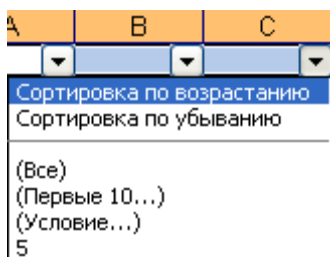 A B C
Сортировка по возрастанию
Сортировка по убыванию
(Все)
(Первые 10...)
(Условие...)
5